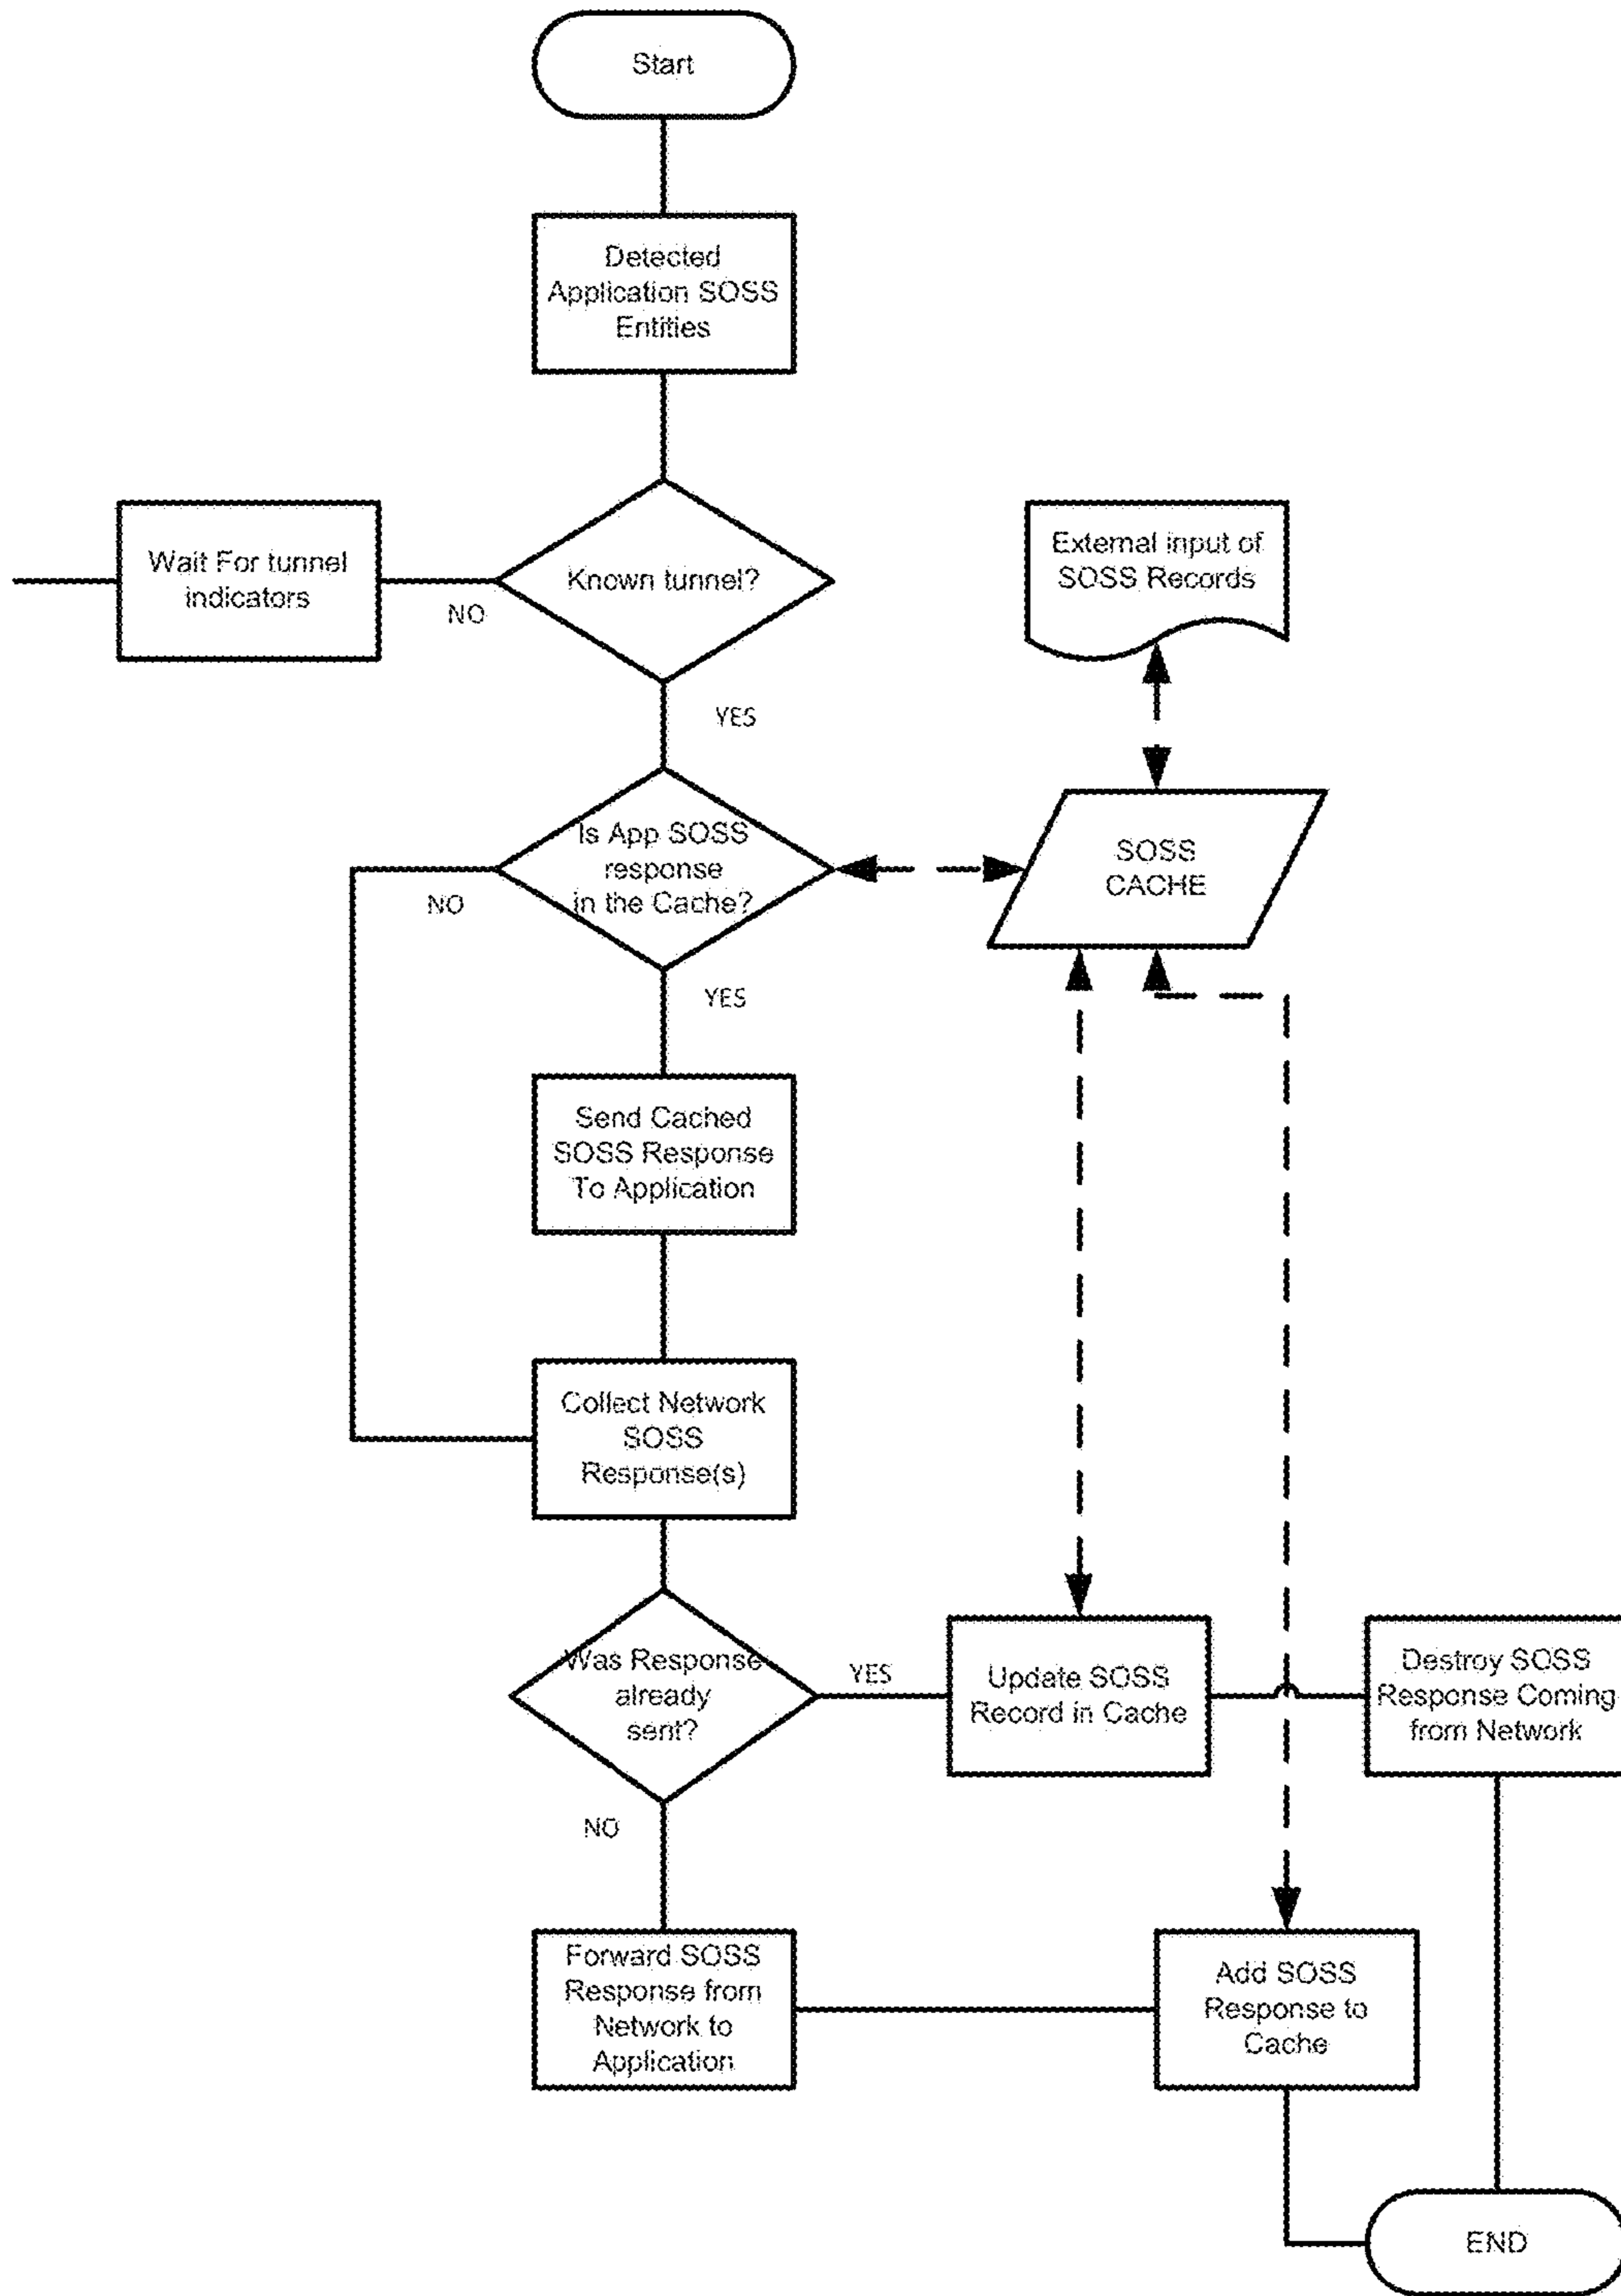 Start
Detected
Application SOSS
Entities
Wait For tunnel
indicators
NO
Known tunnel?
External input of
SOSS Records
YES
Is App SOSS
response
in the Cache?
NO
SOSS
CACHE
YES
Send Cached
SOSS Response
To Application
Collect Network
SOSS
Response(s)
Was Response
already
sent?
YES
Update SOSS
Record in Cache
Destroy SOSS
Response Coming
from Network
NO
Forward SOSS
Response from
Network to
Application
Add SOSS
Response to
Cache
END